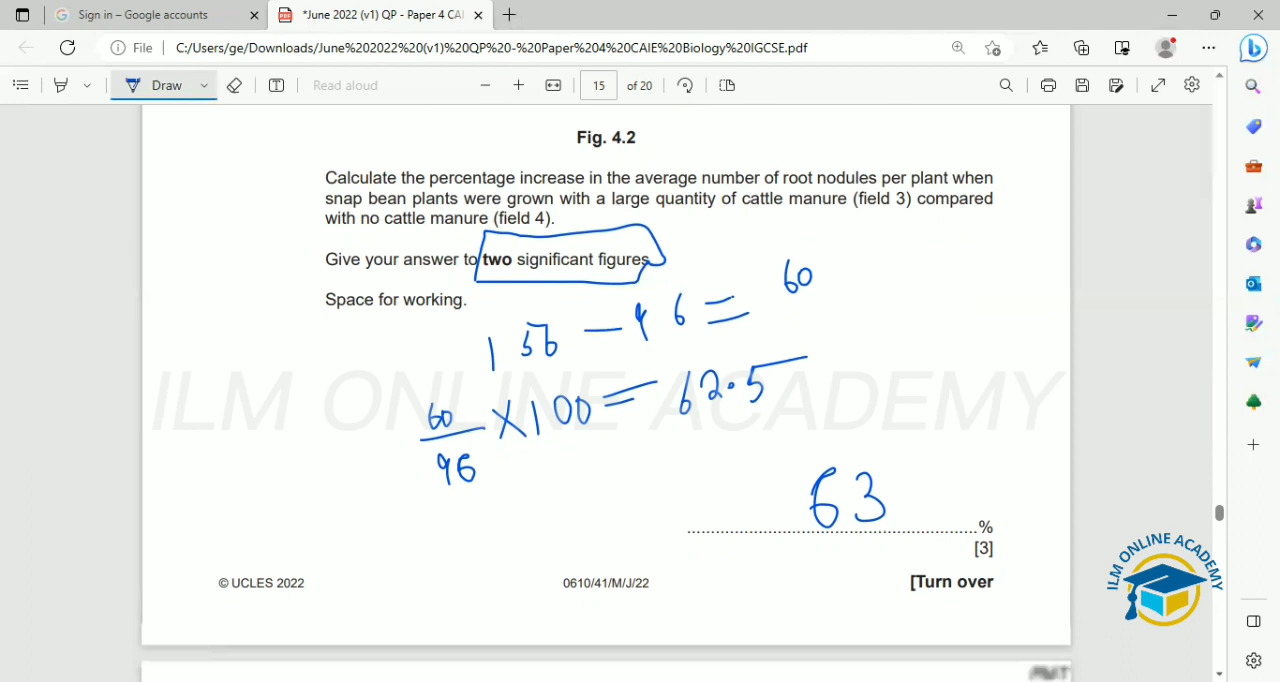 Sign in – Google accounts
*June 2022 (v1) QP - Paper 4 CAI
File
C:/Users/ge/Downloads/June%202022%20(v1)%20QP%20-%20Paper%204%20CAIE%20Biology%20IGCSE.pdf
Draw
Read aloud
15
of 20
Fig. 4.2
Calculate the percentage increase in the average number of root nodules per plant when
snap bean plants were grown with a large quantity of cattle manure (field 3) compared
with no cattle manure (field 4).
Give your answer to two significant figures
Space for working.
156 – 96 = 60
60
96
× 100 = 62.5
ILM ONLINE ACADEMY
63
%
[3]
© UCLES 2022
0610/41/M/J/22
[Turn over
ILM ONLINE ACADEMY